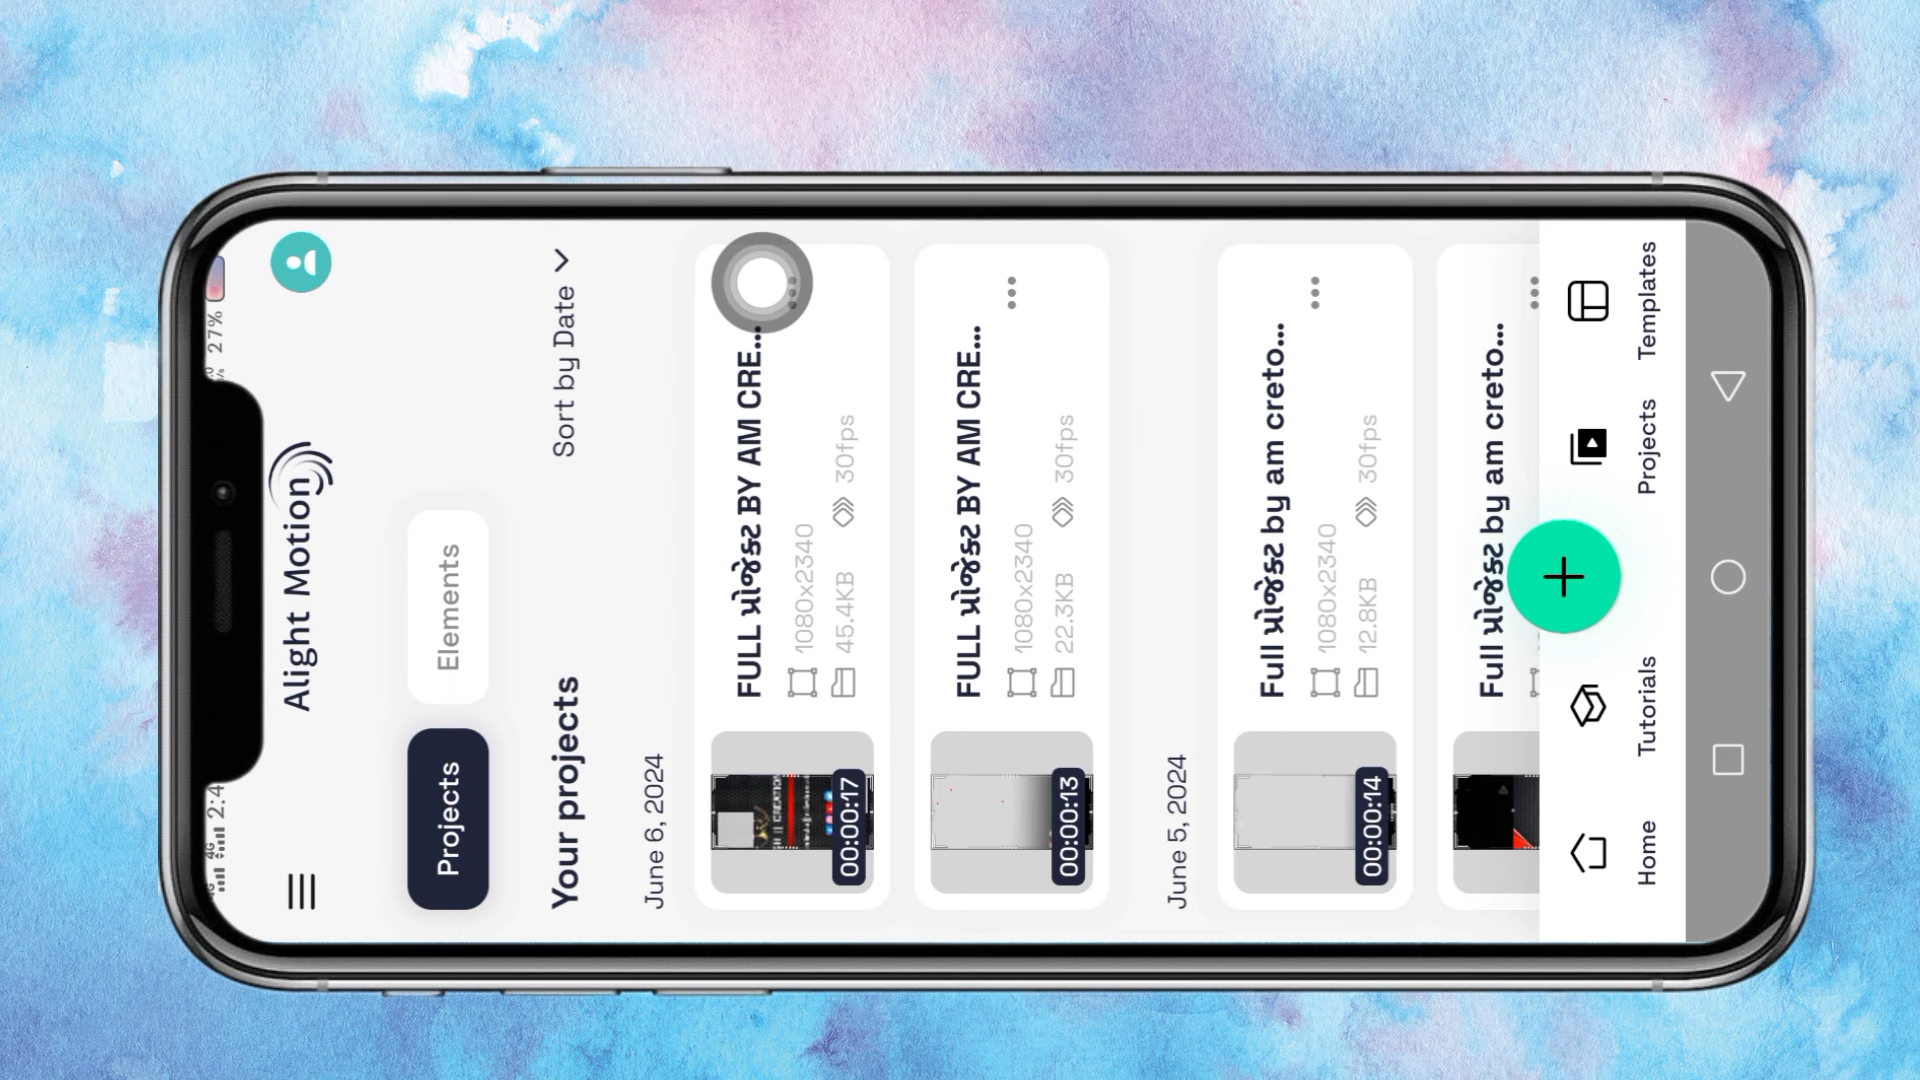 2:4
27%
Alight Motion
Projects
Elements
Your projects
Sort by Date
June 6, 2024
FULL પ્રોજેક્ટ BY AM CRE...
1080x2340
45.4KB
30fps
00:00:17
FULL પ્રોજેક્ટ BY AM CRE...
1080x2340
22.3KB
30fps
00:00:13
June 5, 2024
Full પ્રોજેક્ટ by am creto...
1080x2340
12.8KB
30fps
00:00:14
Full પ્રોજેક્ટ by am creto...
Home
Tutorials
Projects
Templates